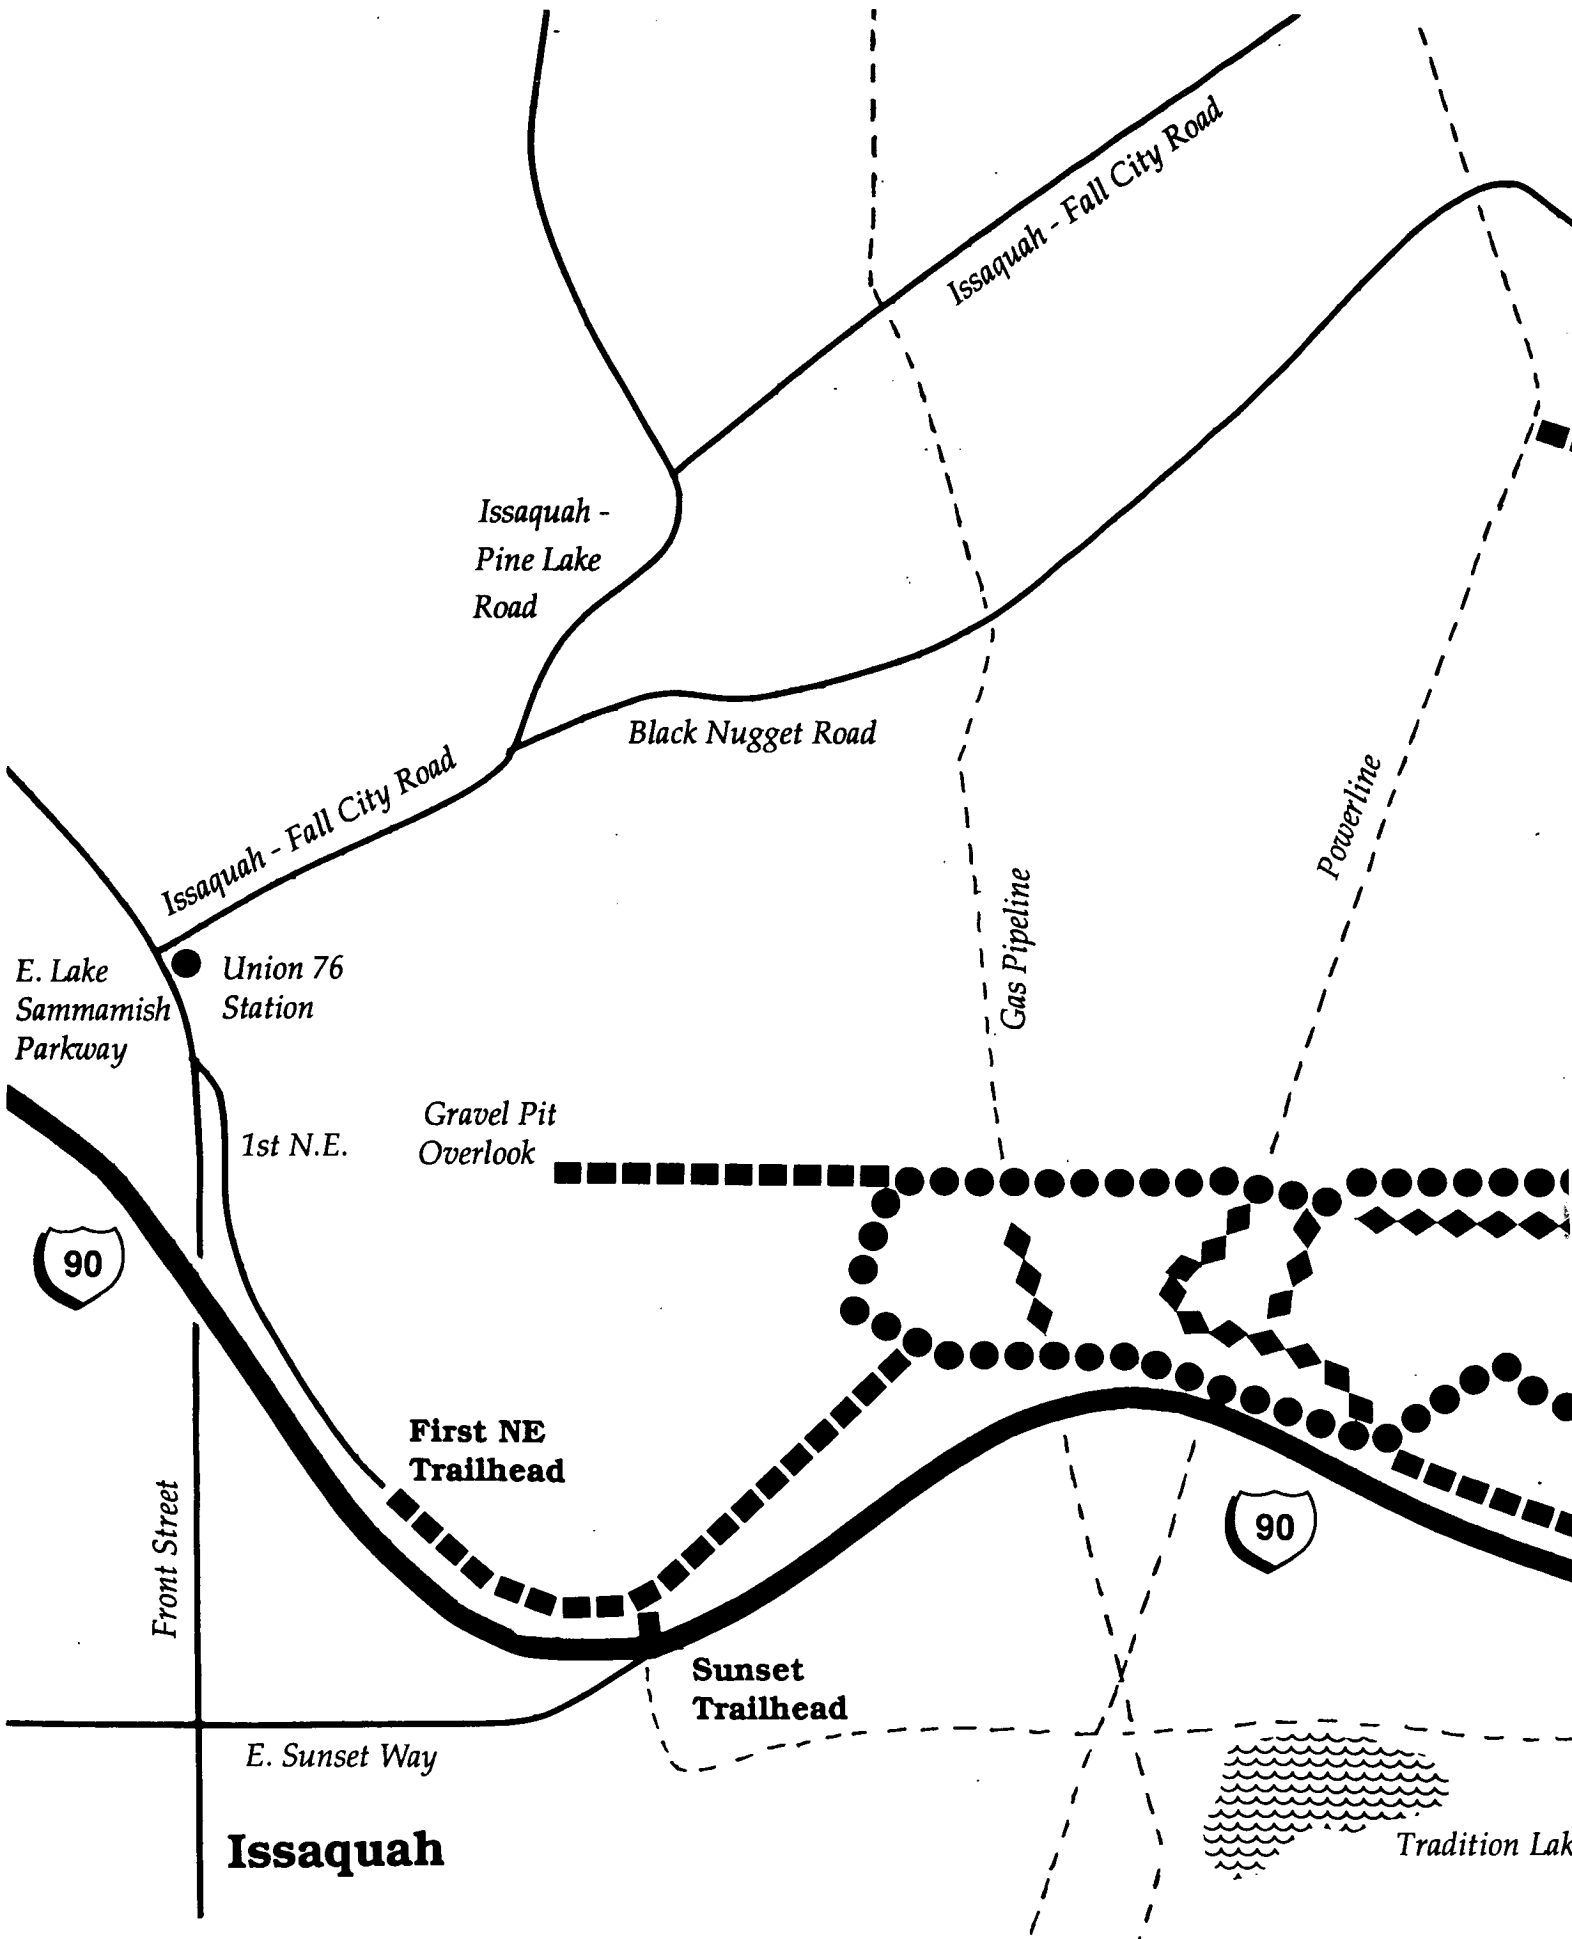 Issaquah - Fall City Road
Issaquah -
Pine Lake
Road
Black Nugget Road
Issaquah - Fall City Road
Powerline
Gas Pipeline
E. Lake
Sammamish
Parkway
Union 76
Station
1st N.E.
Gravel Pit
Overlook
90
First NE
Trailhead
90
Front Street
Sunset
Trailhead
E. Sunset Way
Issaquah
Tradition Lak